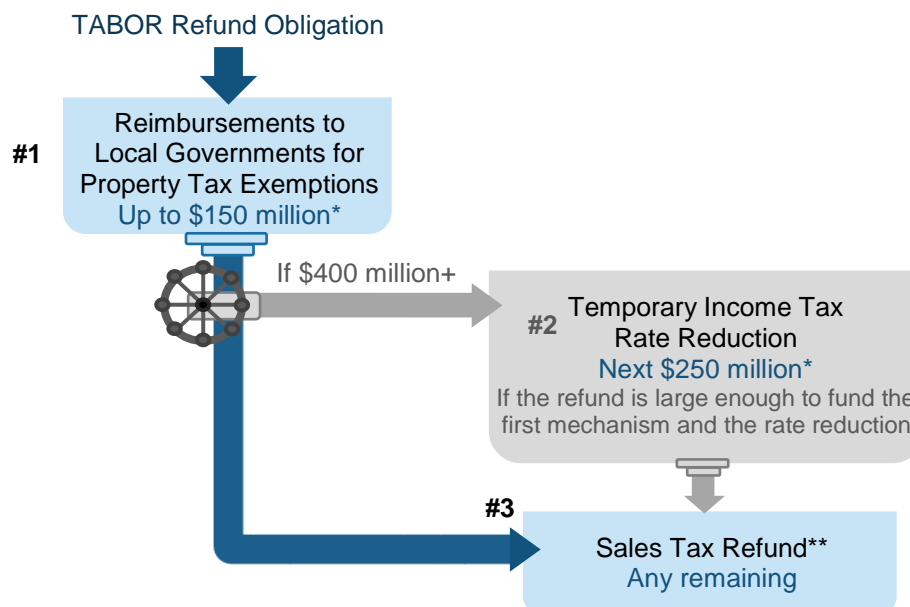 TABOR Refund Obligation
#1
Reimbursements to
Local Governments for
Property Tax Exemptions
Up to $150 million*
If $400 million+
#2
Temporary Income Tax
Rate Reduction
Next $250 million*
If the refund is large enough to fund the
first mechanism and the rate reduction
#3
Sales Tax Refund**
Any remaining